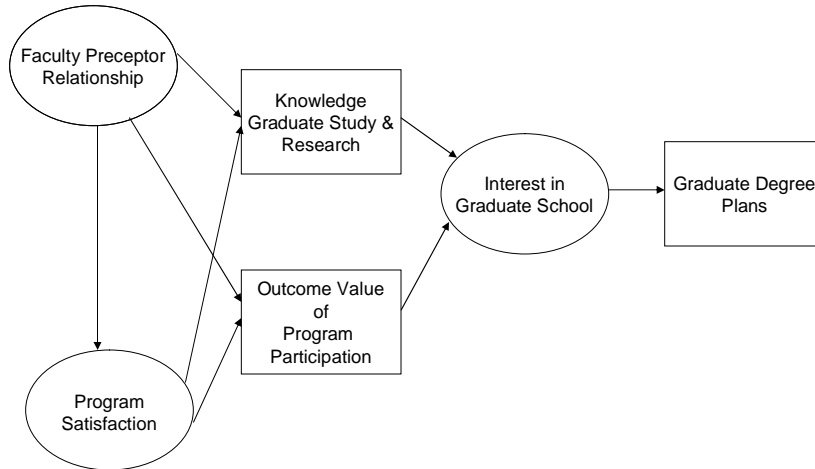 Faculty Preceptor
Relationship
Knowledge
Graduate Study &
Research
Interest in
Graduate School
Graduate Degree
Plans
Outcome Value
of
Program
Participation
Program
Satisfaction